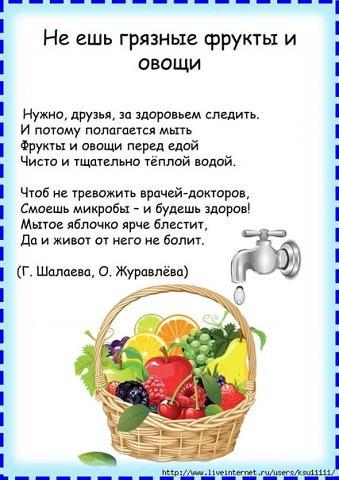 Не ешь грязные фрукты и
овощи
Нужно, друзья, за здоровьем следить.
И потому полагается мыть
Фрукты и овощи перед едой
Чисто и тщательно тёплой водой.
Чтоб не тревожить врачей-докторов,
Смоешь микробы – и будешь здоров!
Мытое яблочко ярче блестит,
Да и живот от него не болит.
(Г. Шалаева, О. Журавлёва)
http://www.liveinternet.ru/users/ksu11111/